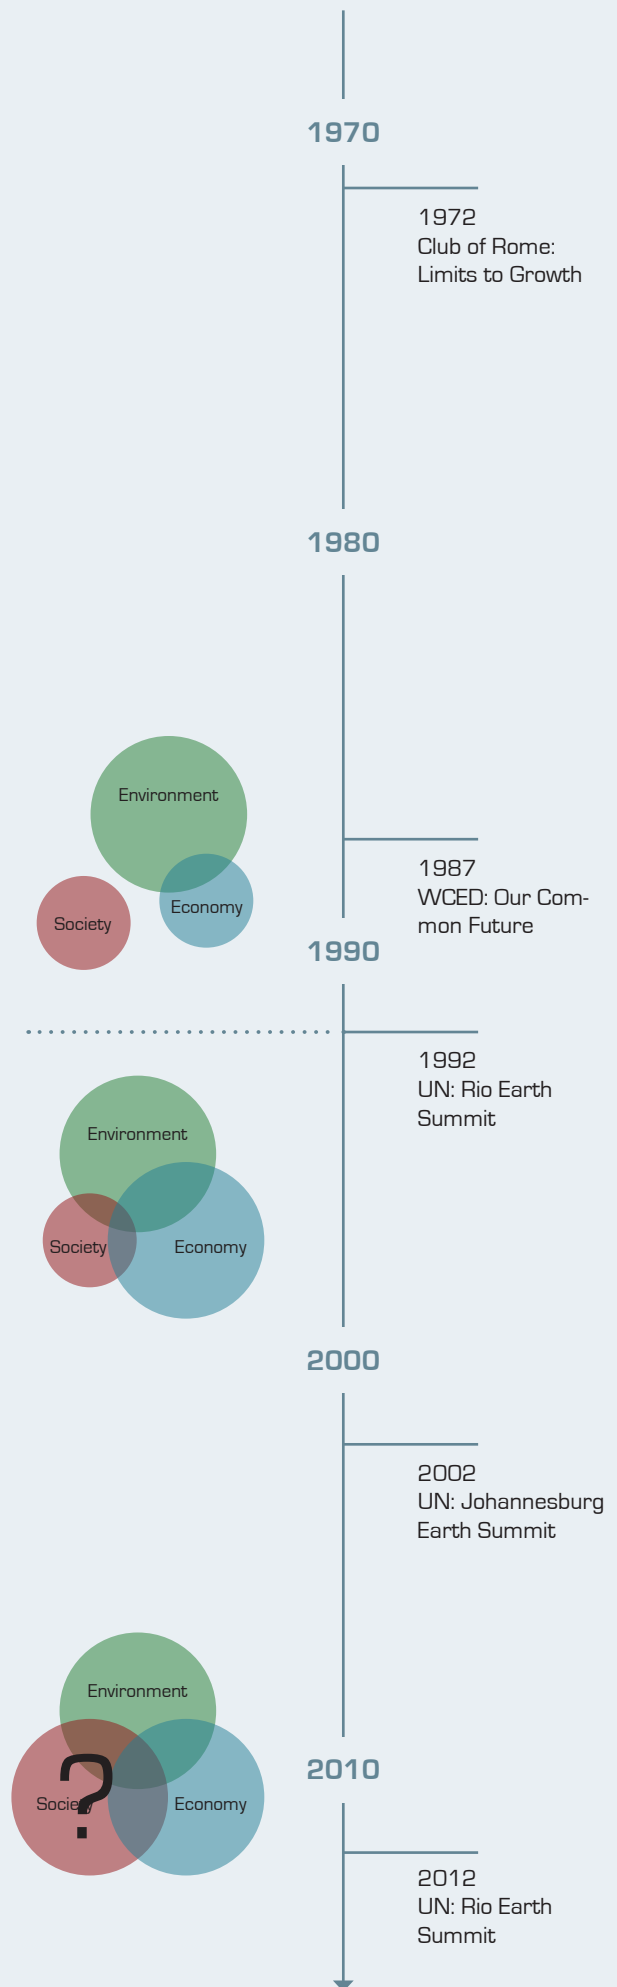 1970
1972
Club of Rome:
Limits to Growth
1980
Environment
Economy
Society
1987
WCED: Our Com-
mon Future
1990
1992
UN: Rio Earth
Summit
Environment
Society
Economy
2000
2002
UN: Johannesburg
Earth Summit
Environment
Society
?
Economy
2010
2012
UN: Rio Earth
Summit